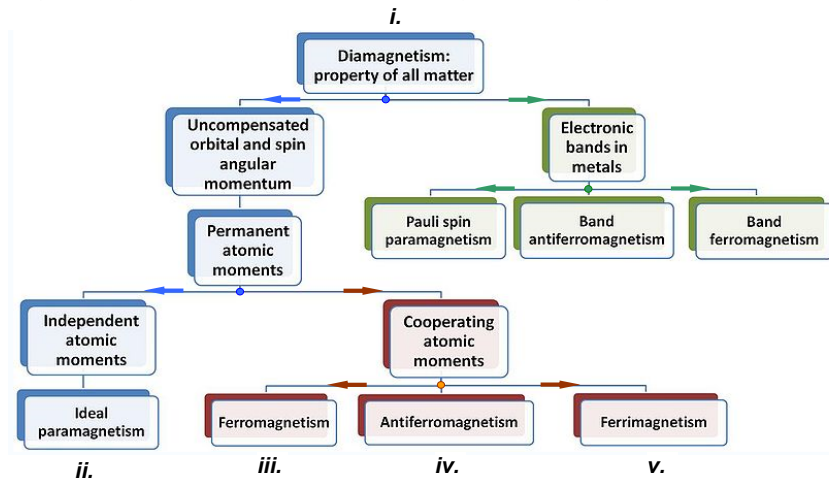 i.
Diamagnetism:
property of all matter
Uncompensated
orbital and spin
angular
momentum
Electronic
bands in
metals
Pauli spin
paramagnetism
Band
antiferromagnetism
Band
ferromagnetism
Permanent
atomic
moments
Independent
atomic
moments
Cooperating
atomic
moments
Ideal
paramagnetism
Ferromagnetism
Antiferromagnetism
Ferrimagnetism
ii.
iii.
iv.
v.